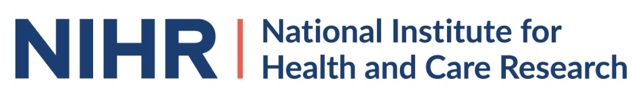 NIHR
National Institute for
Health and Care Research